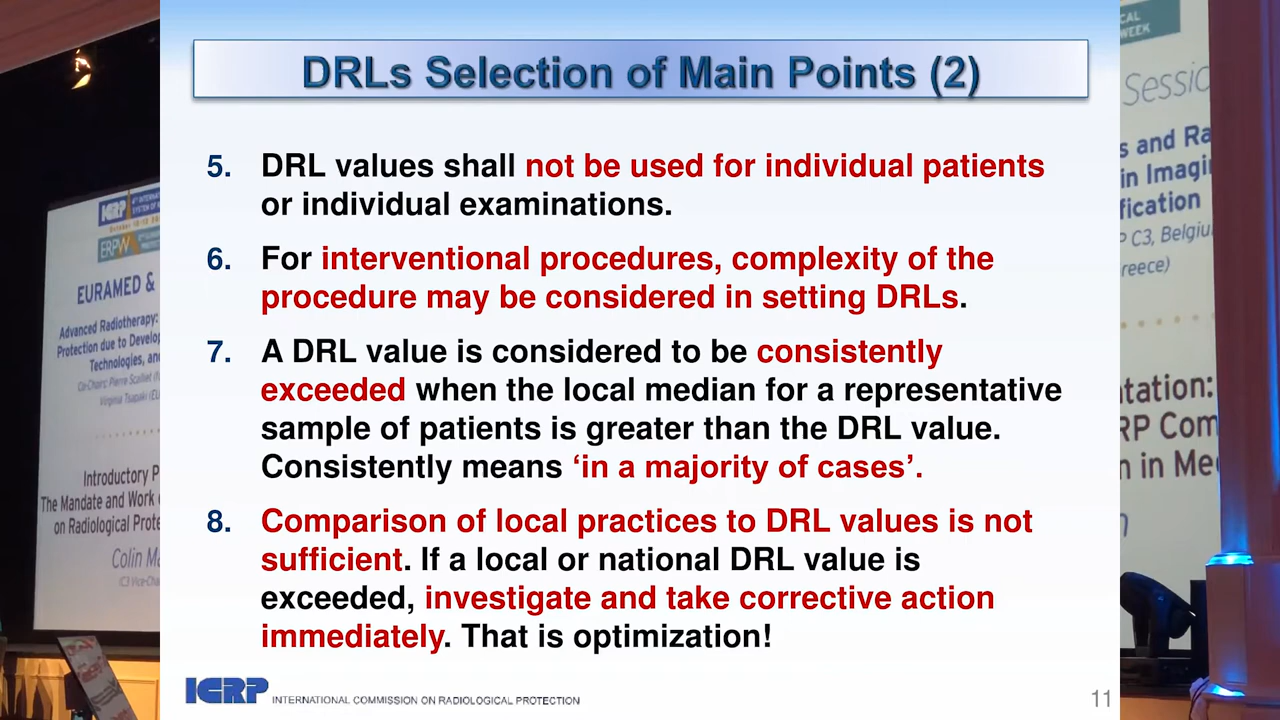 DRLs Selection of Main Points (2)
5. DRL values shall not be used for individual patients
or individual examinations.
6. For interventional procedures, complexity of the
procedure may be considered in setting DRLs.
7. A DRL value is considered to be consistently
exceeded when the local median for a representative
sample of patients is greater than the DRL value.
Consistently means ‘in a majority of cases’.
8. Comparison of local practices to DRL values is not
sufficient. If a local or national DRL value is
exceeded, investigate and take corrective action
immediately. That is optimization!
ICRP INTERNATIONAL COMMISSION ON RADIOLOGICAL PROTECTION
11
ICRP
ERPW
EURAMED &
Advanced Radiotherapy:
Protection due to Develop
Technologies, an
Co-Chairs: Pierre Scalliet
Virginia Tsapaki
Introductory P
The Mandate and Work
on Radiological Prote
Colin Ma
CAL
WEEK
Sessio
s and Ra
in Imagi
fication
P C3, Belgiu
reece)
tation:
RP Com
n in Me